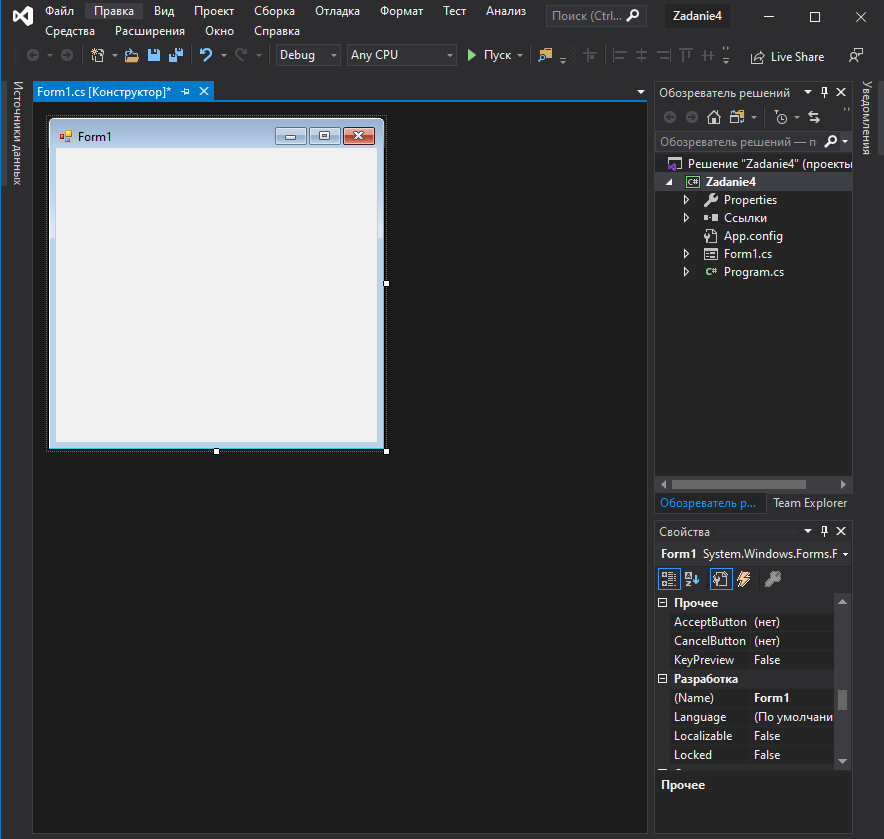 Файл Правка Вид Проект Сборка Отладка Формат Тест Анализ Поиск (Ctrl... Zadanie4
Средства Расширения Окно Справка
Debug Any CPU Пуск Live Share
Источники данных
Form1.cs [Конструктор]*
Form1
Обозреватель решений
Обозреватель решений — п
Решение "Zadanie4" (проекты
C# Zadanie4
Properties
Ссылки
App.config
Form1.cs
C# Program.cs
Обозреватель р... Team Explorer
Свойства
Form1 System.Windows.Forms.F
Прочее
AcceptButton (нет)
CancelButton (нет)
KeyPreview False
Разработка
(Name) Form1
Language (По умолчани
Localizable False
Locked False
Прочее
Уведомления